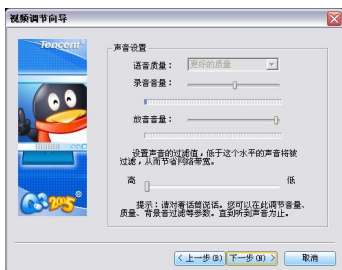 视频调节向导
Tencent
声音设置
语音质量：
更好的质量
录音音量：
放音音量：
设置声音的过滤值，低于这个水平的声音将被
过滤，从而节省网络带宽。
高
低
提示：请对着话筒说话。您可以在此调节音量、
质量、背景音过滤等参数。直到听到声音为止。
2005
<上一步(B)
下一步(N) >
取消